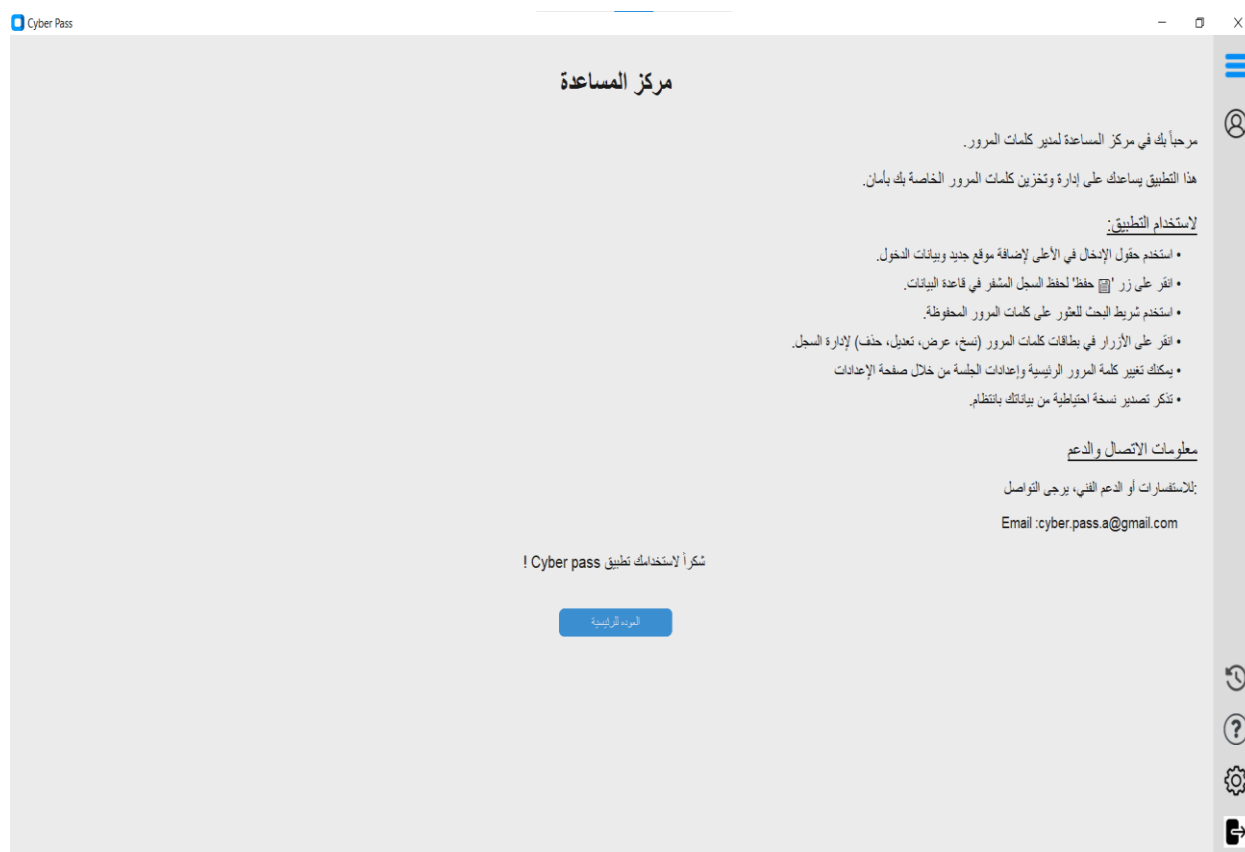 Cyber Pass
مركز المساعدة
مرحباً بك في مركز المساعدة لمدير كلمات المرور.
هذا التطبيق يساعدك على إدارة وتخزين كلمات المرور الخاصة بك بأمان.
لاستخدام التطبيق:
• استخدم حقول الإدخال في الأعلى لإضافة موقع جديد وبيانات الدخول.
• انقر على زر '🗐 حفظ' لحفظ السجل المشفر في قاعدة البيانات.
• استخدم شريط البحث للعثور على كلمات المرور المحفوظة.
• انقر على الأزرار في بطاقات كلمات المرور (نسخ، عرض، تعديل، حذف) لإدارة السجل.
• يمكنك تغيير كلمة المرور الرئيسية وإعدادات الجلسة من خلال صفحة الإعدادات
• تذكر تصدير نسخة احتياطية من بياناتك بانتظام.
معلومات الاتصال والدعم
:للاستفسارات أو الدعم الفني، يرجى التواصل
Email :cyber.pass.a@gmail.com
شكراً لاستخدامك تطبيق Cyber pass !
العوده للرئيسية